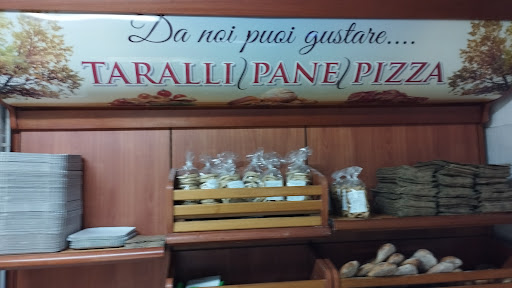 Da noi puoi gustare....
TARALLI PANE PIZZA